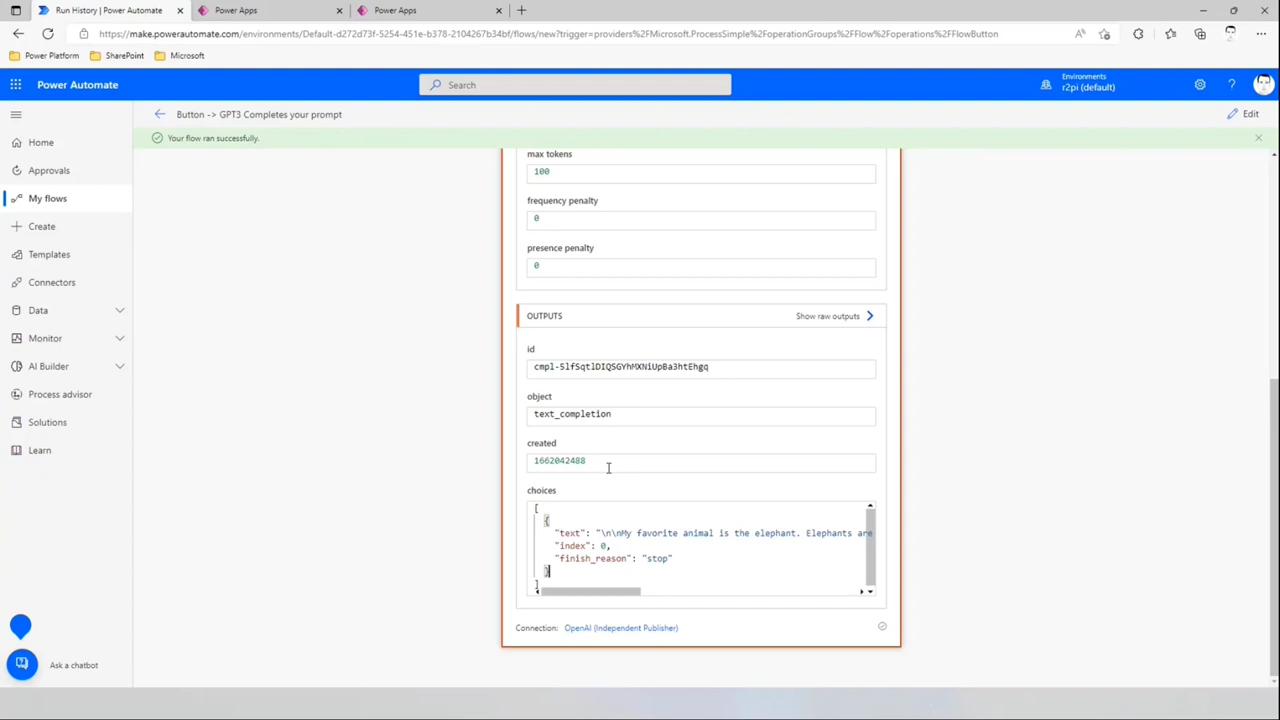 Run History | Power Automate
Power Apps
Power Apps
https://make.powerautomate.com/environments/Default-d272d73f-5254-451e-b378-2104267b34bf/flows/new?trigger=providers%2FMicrosoft.ProcessSimple%2FoperationGroups%2FFlow%2Foperations%2FFlowButton
Power Platform
SharePoint
Microsoft
Power Automate
Search
Environments
r2pi (default)
Button -> GPT3 Completes your prompt
Edit
Your flow ran successfully.
Home
Approvals
My flows
Create
Templates
Connectors
Data
Monitor
AI Builder
Process advisor
Solutions
Learn
Ask a chatbot
max tokens
100
frequency penalty
0
presence penalty
0
OUTPUTS
Show raw outputs
id
cmpl-5lfSqtlDIQSGYhMXNiUpBa3htEhgq
object
text_completion
created
1662042488
choices
[
{
"text": "\n\nMy favorite animal is the elephant. Elephants are
"index": 0,
"finish_reason": "stop"
}
]
Connection: OpenAI (Independent Publisher)